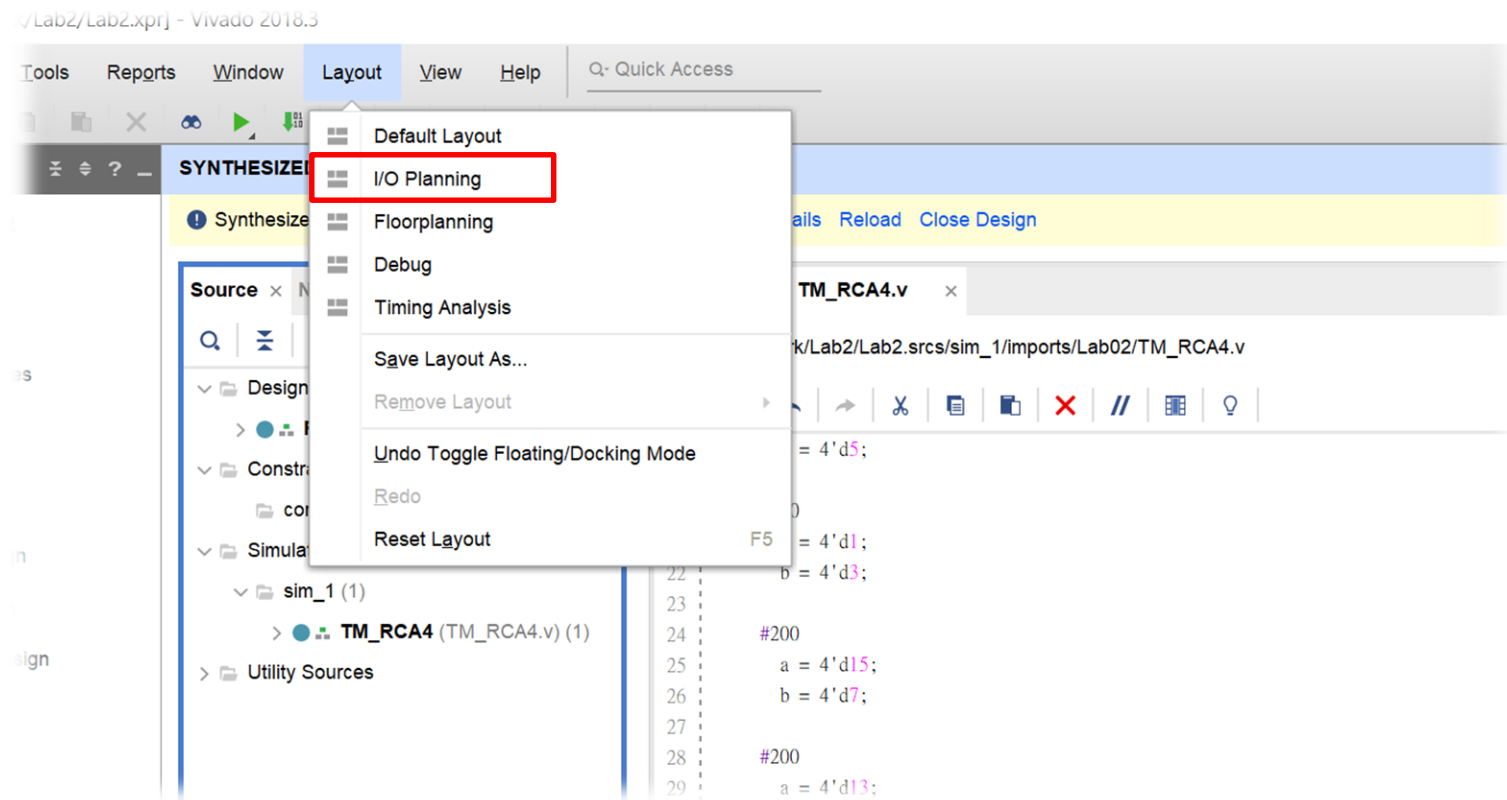 /Lab2/Lab2.xpr] - Vivado 2018.3
Tools Reports Window Layout View Help Quick Access
Default Layout
SYNTHESIZED
I/O Planning
Synthesize
Floorplanning
ails Reload Close Design
Debug
Source
TM_RCA4.v
Timing Analysis
rk/Lab2/Lab2.srcs/sim_1/imports/Lab02/TM_RCA4.v
Save Layout As...
Design
Remove Layout
Undo Toggle Floating/Docking Mode
= 4'd5;
Constra
Redo
Reset Layout F5
= 4'd1;
Simula
22 b = 4'd3;
sim_1 (1)
23
TM_RCA4 (TM_RCA4.v) (1)
24 #200
sign
25 a = 4'd15;
Utility Sources
26 b = 4'd7;
27
28 #200
29 a = 4'd13;